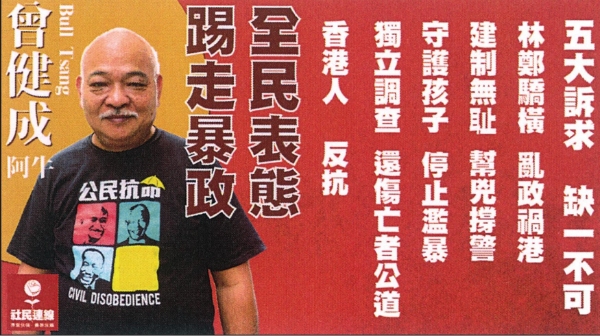 五大訴求 缺一不可
林鄭驕橫 亂政禍港
建制無耻 幫兇撐警
守護孩子 停止濫暴
獨立調查 還傷亡者公道
香港人 反抗
全民表態
踢走暴政
Bull Tsang
曾健成
阿牛
公民抗命
CIVIL DISOBEDIENCE
社民連線